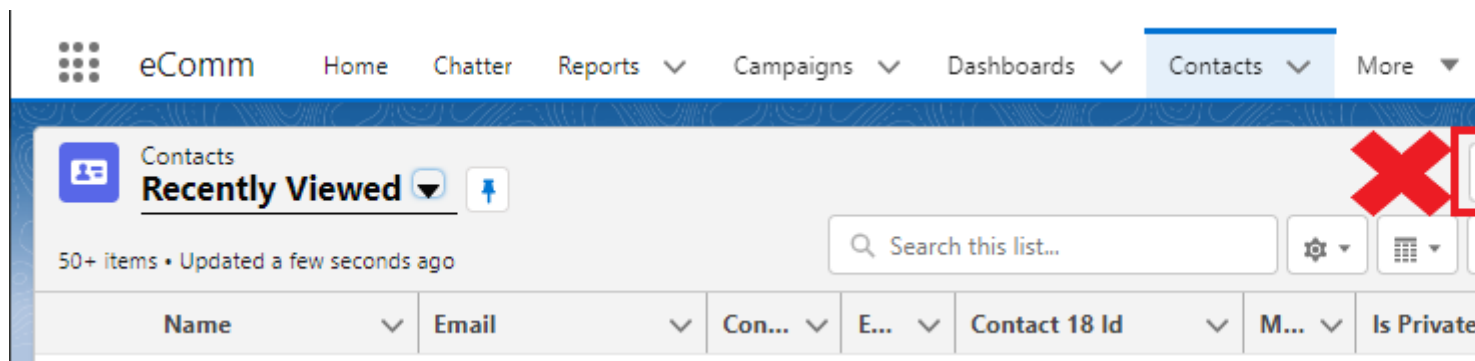 eComm Home Chatter Reports Campaigns Dashboards Contacts More
Contacts
Recently Viewed
50+ items • Updated a few seconds ago
Search this list...
Name Email Con... E... Contact 18 Id M... Is Private